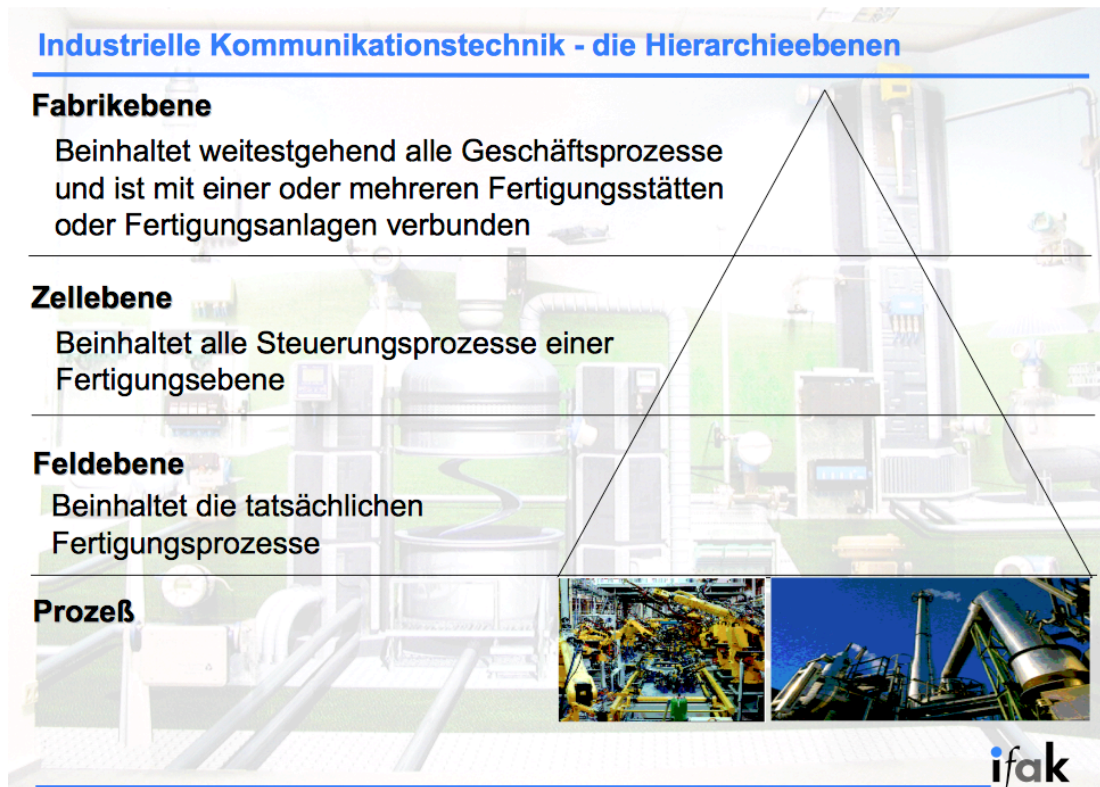 Industrielle Kommunikationstechnik - die Hierarchieebenen
Fabrikebene
Beinhaltet weitestgehend alle Geschäftsprozesse
und ist mit einer oder mehreren Fertigungsstätten
oder Fertigungsanlagen verbunden
Zellebene
Beinhaltet alle Steuerungsprozesse einer
Fertigungsebene
Feldebene
Beinhaltet die tatsächlichen
Fertigungsprozesse
Prozeß
ifak